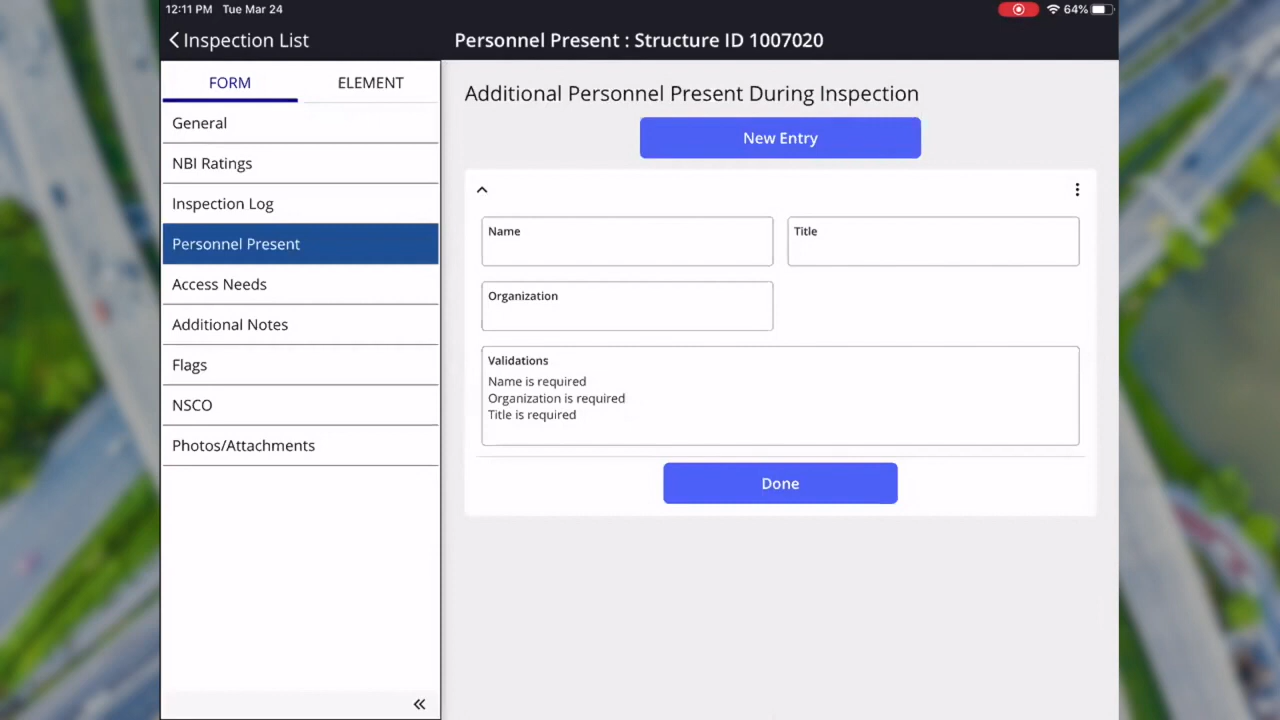 12:11 PM Tue Mar 24
64%
Inspection List
Personnel Present : Structure ID 1007020
FORM
ELEMENT
General
NBI Ratings
Inspection Log
Personnel Present
Access Needs
Additional Notes
Flags
NSCO
Photos/Attachments
Additional Personnel Present During Inspection
New Entry
Name
Title
Organization
Validations
Name is required
Organization is required
Title is required
Done